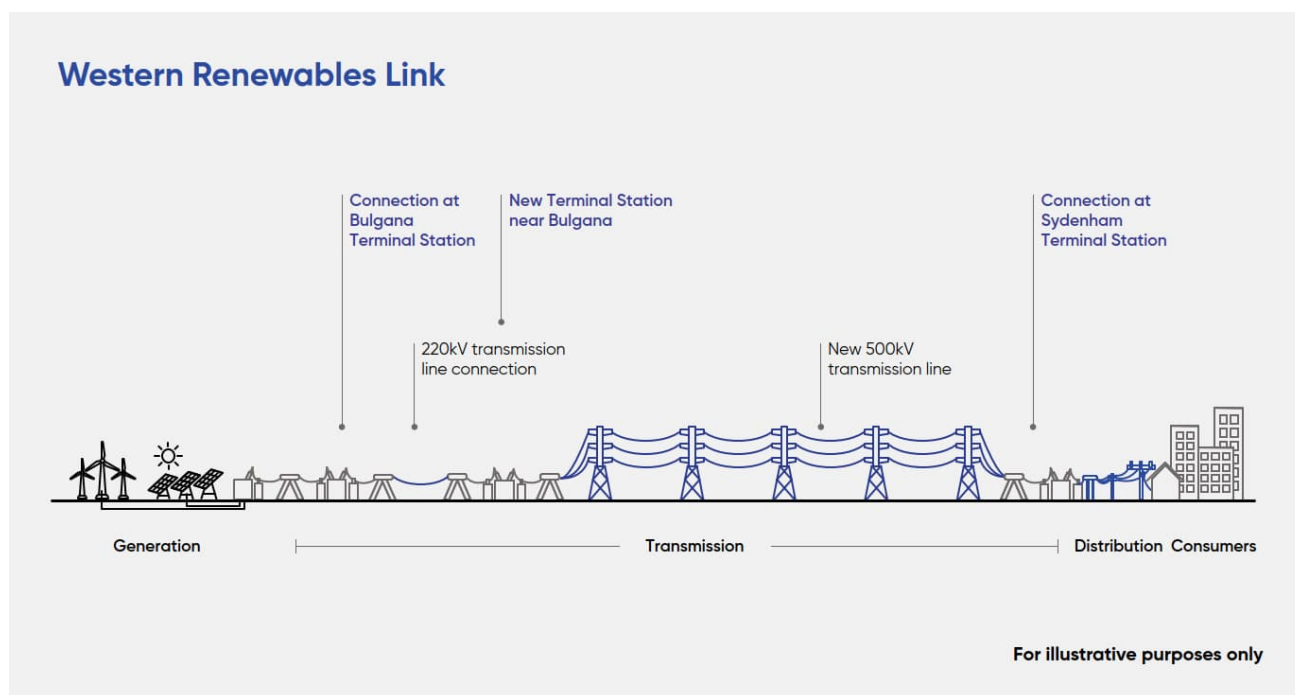 Western Renewables Link
Connection at
Bulgana
Terminal Station
New Terminal Station
near Bulgana
Connection at
Sydenham
Terminal Station
220kV transmission
line connection
New 500kV
transmission line
Generation
Transmission
Distribution Consumers
For illustrative purposes only